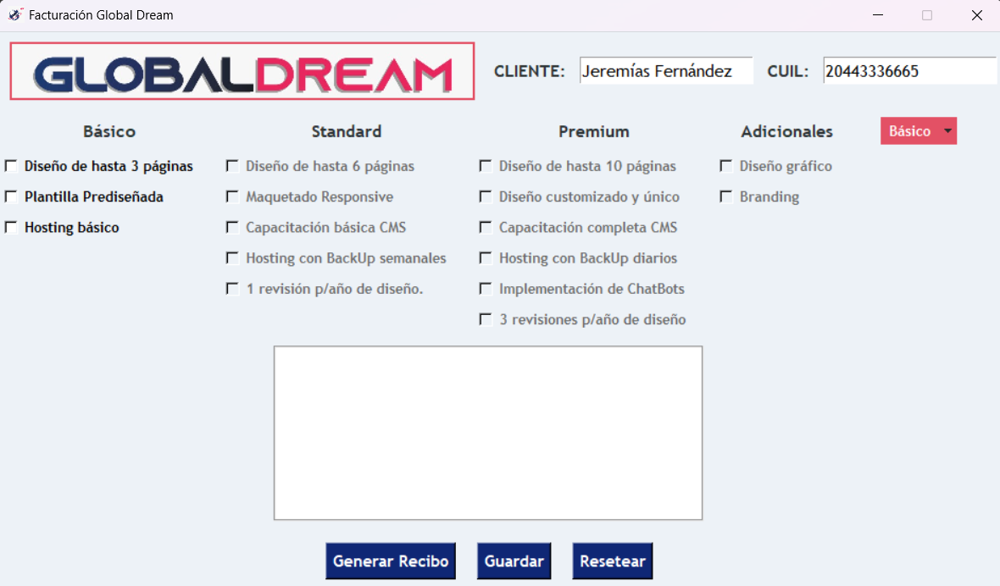 Facturación Global Dream
GLOBALDREAM
CLIENTE: Jeremías Fernández CUIL: 20443336665
Básico Standard Premium Adicionales Básico
Diseño de hasta 3 páginas Diseño de hasta 6 páginas Diseño de hasta 10 páginas Diseño gráfico
Plantilla Prediseñada Maquetado Responsive Diseño customizado y único Branding
Hosting básico Capacitación básica CMS Capacitación completa CMS
Hosting con BackUp semanales Hosting con BackUp diarios
1 revisión p/año de diseño. Implementación de ChatBots
3 revisiones p/año de diseño
Generar Recibo Guardar Resetear